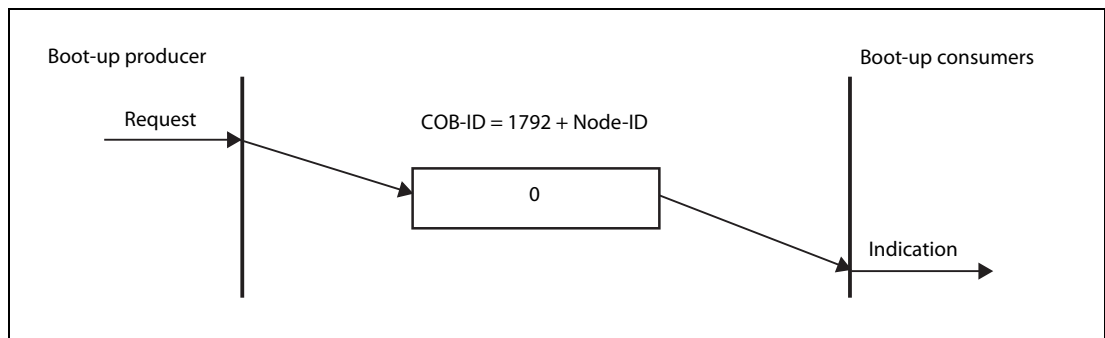 Boot-up producer
Boot-up consumers
Request
COB-ID = 1792 + Node-ID
0
Indication